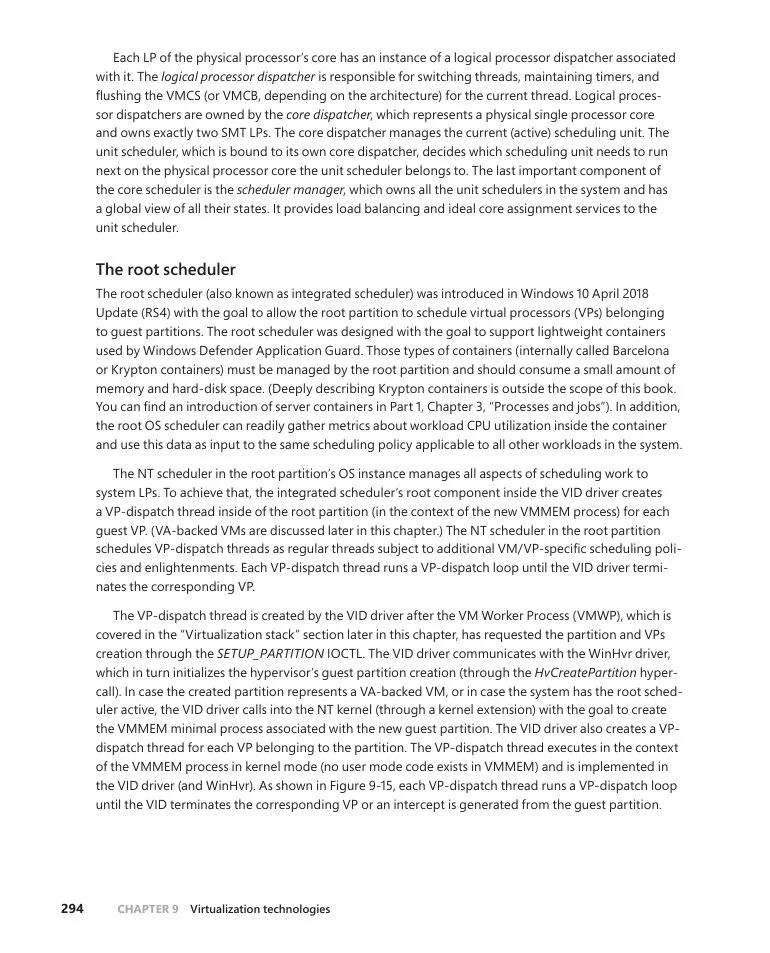 Each LP of the physical processor’s core has an instance of a logical processor dispatcher associated
with it. The logical processor dispatcher is responsible for switching threads, maintaining timers, and
flushing the VMCS (or VMCB, depending on the architecture) for the current thread. Logical proces-
sor dispatchers are owned by the core dispatcher, which represents a physical single processor core
and owns exactly two SMT LPs. The core dispatcher manages the current (active) scheduling unit. The
unit scheduler, which is bound to its own core dispatcher, decides which scheduling unit needs to run
next on the physical processor core the unit scheduler belongs to. The last important component of
the core scheduler is the scheduler manager, which owns all the unit schedulers in the system and has
a global view of all their states. It provides load balancing and ideal core assignment services to the
unit scheduler.
The root scheduler
The root scheduler (also known as integrated scheduler) was introduced in Windows 10 April 2018
Update (RS4) with the goal to allow the root partition to schedule virtual processors (VPs) belonging
to guest partitions. The root scheduler was designed with the goal to support lightweight containers
used by Windows Defender Application Guard. Those types of containers (internally called Barcelona
or Krypton containers) must be managed by the root partition and should consume a small amount of
memory and hard-disk space. (Deeply describing Krypton containers is outside the scope of this book.
You can find an introduction of server containers in Part 1, Chapter 3, “Processes and jobs”). In addition,
the root OS scheduler can readily gather metrics about workload CPU utilization inside the container
and use this data as input to the same scheduling policy applicable to all other workloads in the system.
The NT scheduler in the root partition’s OS instance manages all aspects of scheduling work to
system LPs. To achieve that, the integrated scheduler’s root component inside the VID driver creates
a VP-dispatch thread inside of the root partition (in the context of the new VMMEM process) for each
guest VP. (VA-backed VMs are discussed later in this chapter.) The NT scheduler in the root partition
schedules VP-dispatch threads as regular threads subject to additional VM/VP-specific scheduling poli-
cies and enlightenments. Each VP-dispatch thread runs a VP-dispatch loop until the VID driver termi-
nates the corresponding VP.
The VP-dispatch thread is created by the VID driver after the VM Worker Process (VMWP), which is
covered in the “Virtualization stack” section later in this chapter, has requested the partition and VPs
creation through the SETUP_PARTITION IOCTL. The VID driver communicates with the WinHvr driver,
which in turn initializes the hypervisor’s guest partition creation (through the HvCreatePartition hyper-
call). In case the created partition represents a VA-backed VM, or in case the system has the root sched-
uler active, the VID driver calls into the NT kernel (through a kernel extension) with the goal to create
the VMMEM minimal process associated with the new guest partition. The VID driver also creates a VP-
dispatch thread for each VP belonging to the partition. The VP-dispatch thread executes in the context
of the VMMEM process in kernel mode (no user mode code exists in VMMEM) and is implemented in
the VID driver (and WinHvr). As shown in Figure 9-15, each VP-dispatch thread runs a VP-dispatch loop
until the VID terminates the corresponding VP or an intercept is generated from the guest partition.
294 CHAPTER 9 Virtualization technologies